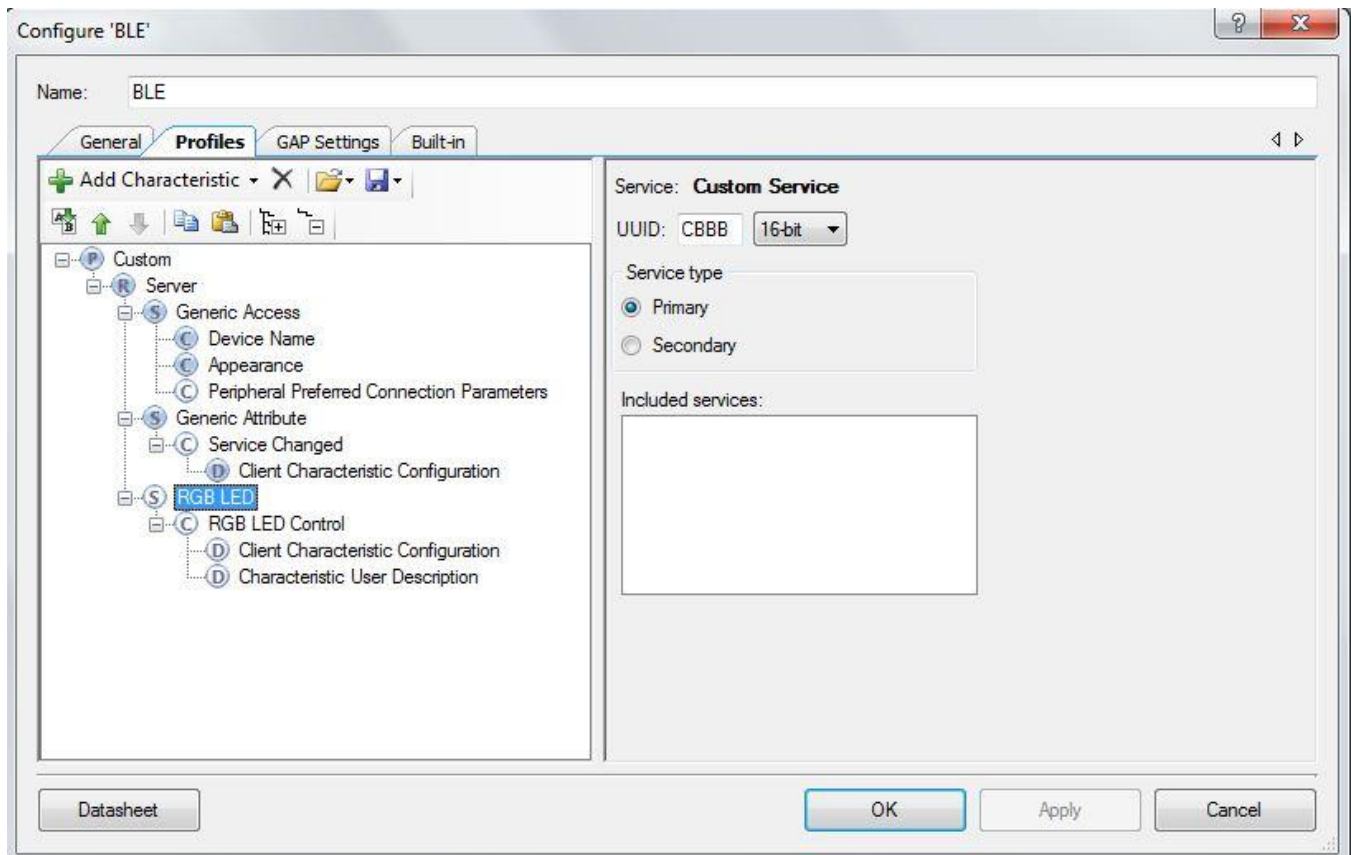 Configure 'BLE'
Name: BLE
General Profiles GAP Settings Built-in
Add Characteristic
Custom
Server
Generic Access
Device Name
Appearance
Peripheral Preferred Connection Parameters
Generic Attribute
Service Changed
Client Characteristic Configuration
RGB LED
RGB LED Control
Client Characteristic Configuration
Characteristic User Description
Service: Custom Service
UUID: CBBB 16-bit
Service type
Primary
Secondary
Included services:
Datasheet OK Apply Cancel